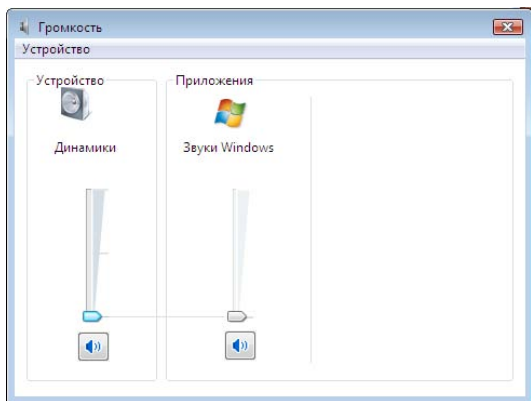 Громкость
Устройство
Устройство
Приложения
Динамики
Звуки Windows